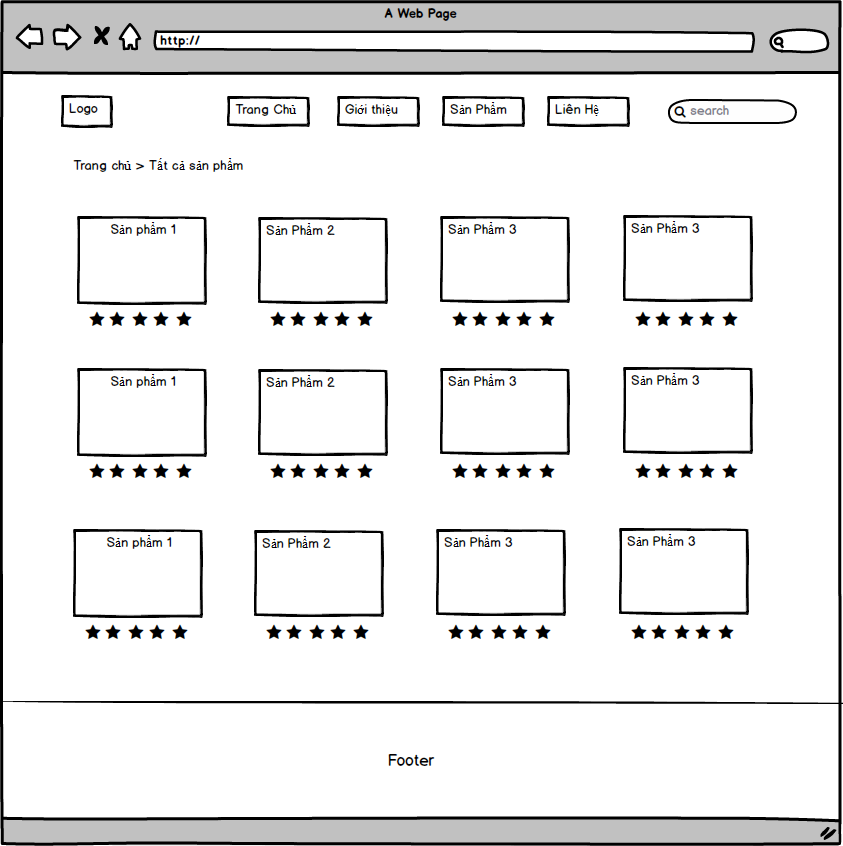 A Web Page
http://
Logo
Trang Chủ
Giới thiệu
Sản Phẩm
Liên Hệ
search
Trang chủ > Tất cả sản phẩm
Sản phẩm 1
Sản Phẩm 2
Sản Phẩm 3
Sản Phẩm 3
Sản phẩm 1
Sản Phẩm 2
Sản Phẩm 3
Sản Phẩm 3
Sản phẩm 1
Sản Phẩm 2
Sản Phẩm 3
Sản Phẩm 3
Footer